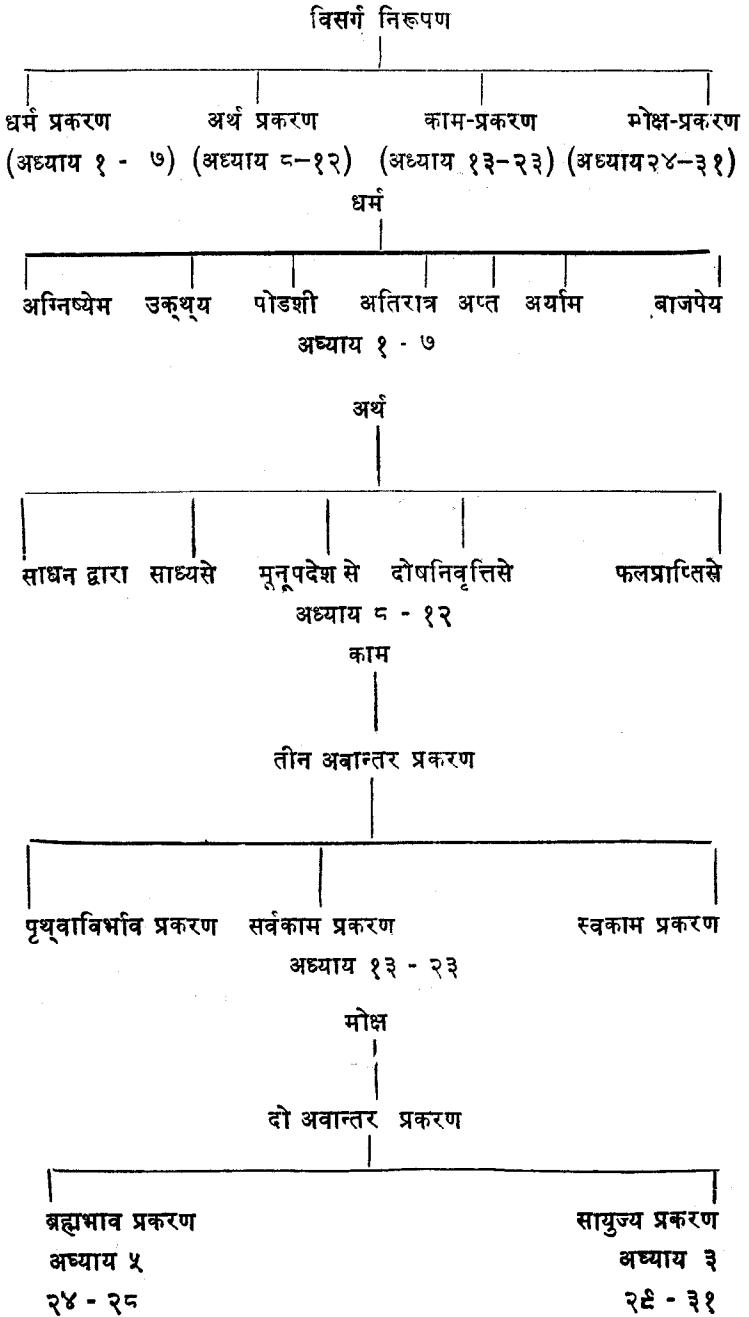 विसर्ग निरूपण
धर्म प्रकरण अर्थ प्रकरण काम-प्रकरण मोक्ष-प्रकरण
(अध्याय १ - ७) (अध्याय ८-१२) (अध्याय १३-२३) (अध्याय२४-३१)
धर्म
अग्निष्येम उक्थ्य पोडशी अतिरात्र अप्त अर्याम बाजपेय
अध्याय १ - ७
अर्थ
साधन द्वारा साध्यसे मूनूपदेश से दोषनिवृत्तिसे फलप्राप्तिसे
अध्याय ८ - १२
काम
तीन अवान्तर प्रकरण
पृथ्वाविर्भाव प्रकरण सर्वकाम प्रकरण स्वकाम प्रकरण
अध्याय १३ - २३
मोक्ष
दो अवान्तर प्रकरण
ब्रह्मभाव प्रकरण सायुज्य प्रकरण
अध्याय ५ अध्याय ३
२४ - २८ २९ - ३१